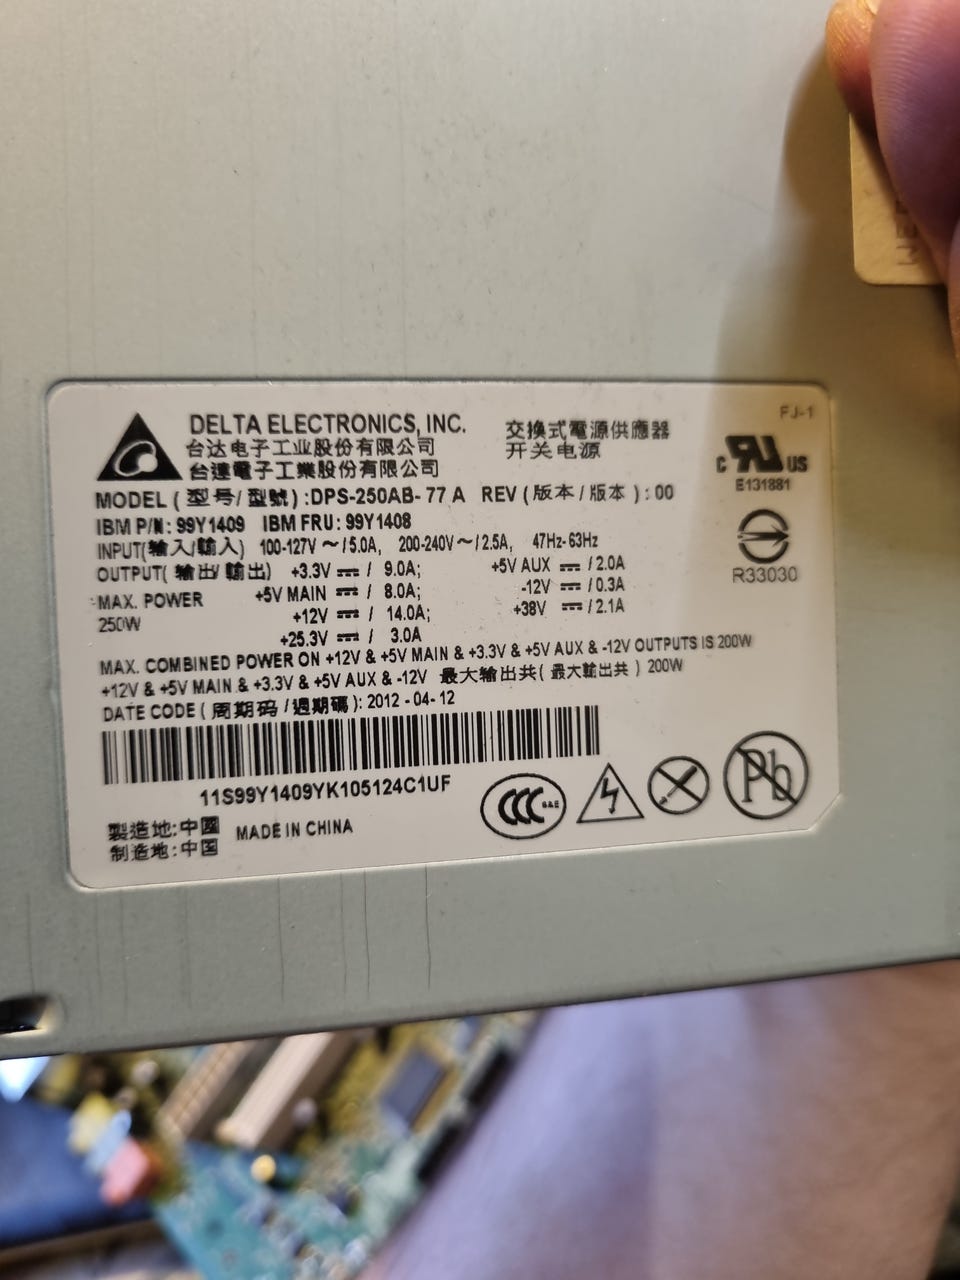 FJ-1
DELTA ELECTRONICS, INC.
台达电子工业股份有限公司
台達電子工業股份有限公司
交換式電源供應器
开关电源
C RU US
E131881
MODEL (型号/型號):DPS-250AB-77 A REV (版本/版本):00
IBM P/N: 99Y1409 IBM FRU: 99Y1408
INPUT(输入/輸入) 100-127V ～/5.0A, 200-240V～/2.5A, 47Hz-63Hz
OUTPUT(输出/輸出) +3.3V ⎓ / 9.0A; +5V AUX ⎓ /2.0A
MAX. POWER +5V MAIN ⎓ / 8.0A; -12V ⎓ /0.3A
250W +12V ⎓ / 14.0A; +38V ⎓ /2.1A
+25.3V ⎓ / 3.0A
R33030
MAX. COMBINED POWER ON +12V & +5V MAIN & +3.3V & +5V AUX & -12V OUTPUTS IS 200W
+12V & +5V MAIN & +3.3V & +5V AUX & -12V 最大输出共(最大輸出共) 200W
DATE CODE (周期码/週期碼): 2012-04-12
11S99Y1409YK105124C1UF
製造地:中國 MADE IN CHINA
制造地:中国
CCC S&E
Pb